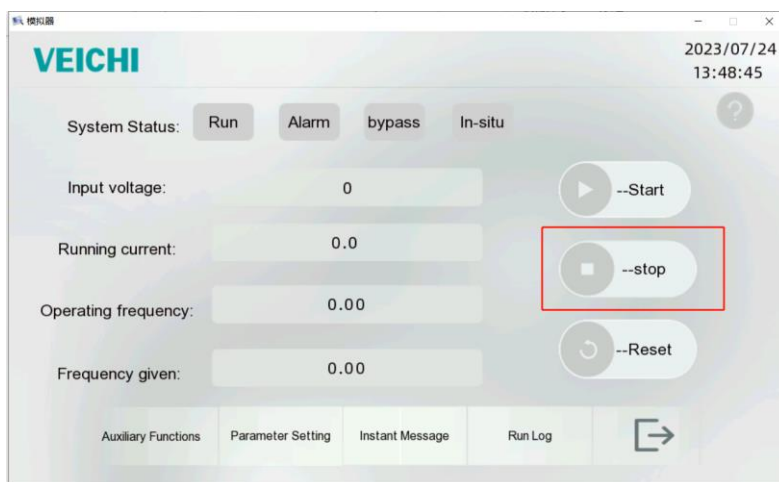 模拟器
VEICHI
2023/07/24
13:48:45
?
System Status: Run Alarm bypass In-situ
Input voltage: 0 --Start
Running current: 0.0 --stop
Operating frequency: 0.00
Frequency given: 0.00 --Reset
Auxiliary Functions Parameter Setting Instant Message Run Log